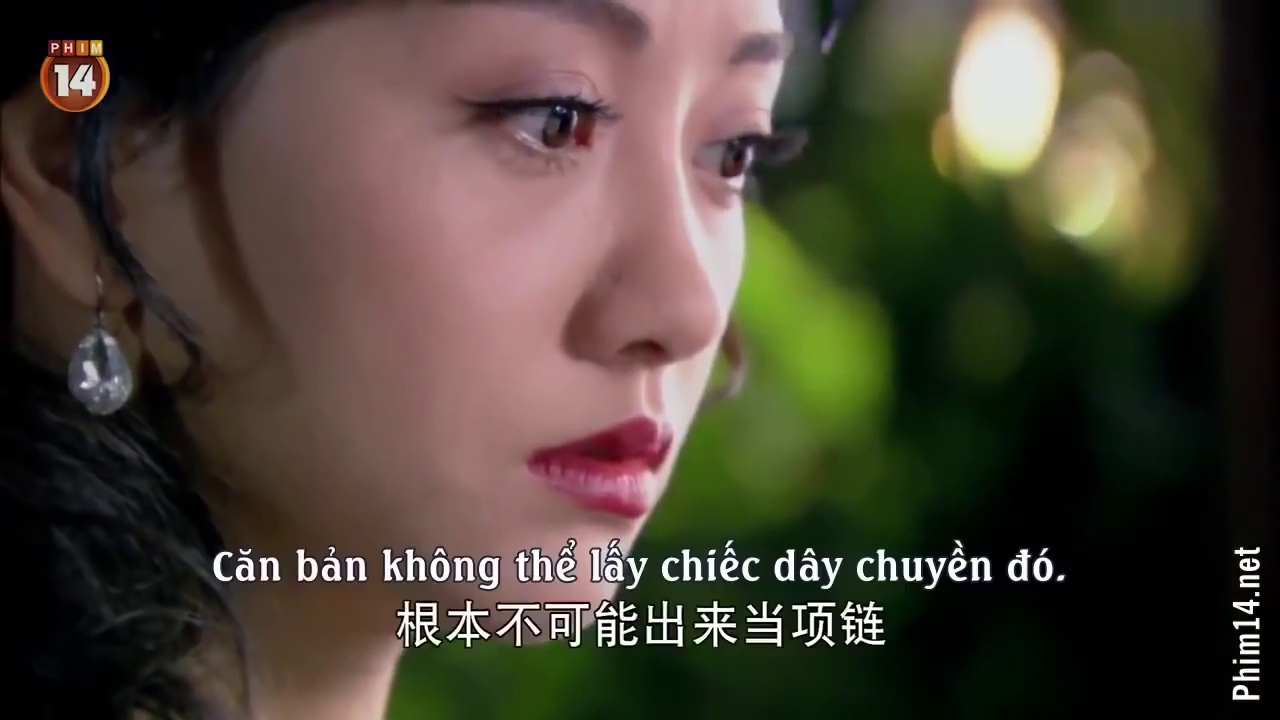 PHIM
14
Căn bản không thể lấy chiếc dây chuyền đó.
根本不可能出来当项链
Phim14.net